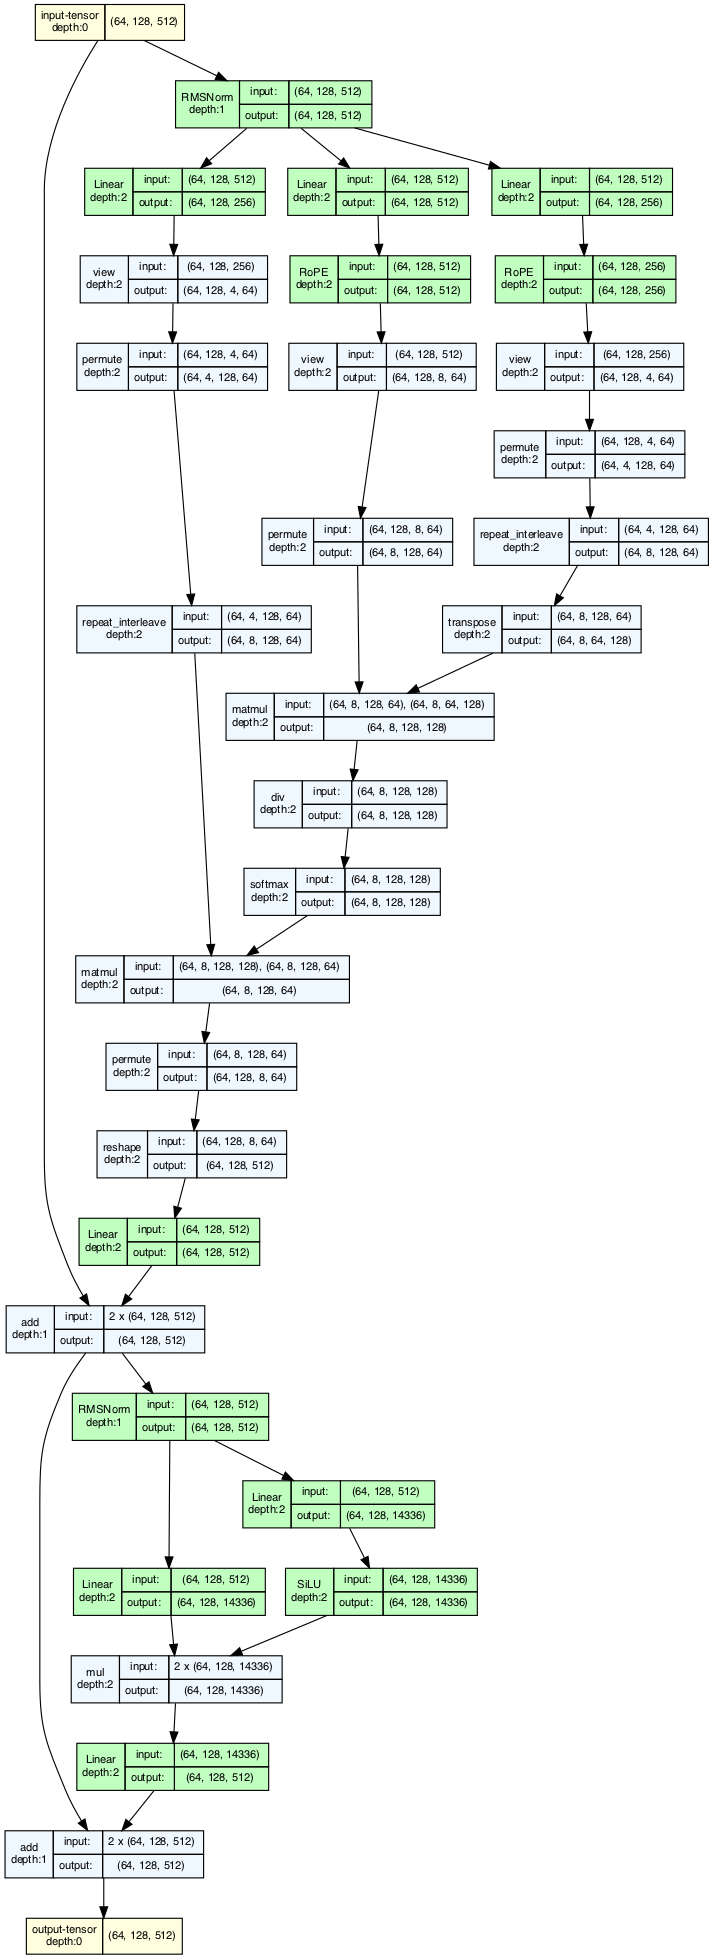 input-tensor
depth:0
(64, 128, 512)
RMSNorm
depth:1
input:
(64, 128, 512)
output:
(64, 128, 512)
Linear
depth:2
input:
(64, 128, 512)
output:
(64, 128, 256)
Linear
depth:2
input:
(64, 128, 512)
output:
(64, 128, 512)
Linear
depth:2
input:
(64, 128, 512)
output:
(64, 128, 256)
view
depth:2
input:
(64, 128, 256)
output:
(64, 128, 4, 64)
RoPE
depth:2
input:
(64, 128, 512)
output:
(64, 128, 512)
RoPE
depth:2
input:
(64, 128, 256)
output:
(64, 128, 256)
permute
depth:2
input:
(64, 128, 4, 64)
output:
(64, 4, 128, 64)
view
depth:2
input:
(64, 128, 512)
output:
(64, 128, 8, 64)
view
depth:2
input:
(64, 128, 256)
output:
(64, 128, 4, 64)
permute
depth:2
input:
(64, 128, 4, 64)
output:
(64, 4, 128, 64)
permute
depth:2
input:
(64, 128, 8, 64)
output:
(64, 8, 128, 64)
repeat_interleave
depth:2
input:
(64, 4, 128, 64)
output:
(64, 8, 128, 64)
repeat_interleave
depth:2
input:
(64, 4, 128, 64)
output:
(64, 8, 128, 64)
transpose
depth:2
input:
(64, 8, 128, 64)
output:
(64, 8, 64, 128)
matmul
depth:2
input:
(64, 8, 128, 64), (64, 8, 64, 128)
output:
(64, 8, 128, 128)
div
depth:2
input:
(64, 8, 128, 128)
output:
(64, 8, 128, 128)
softmax
depth:2
input:
(64, 8, 128, 128)
output:
(64, 8, 128, 128)
matmul
depth:2
input:
(64, 8, 128, 128), (64, 8, 128, 64)
output:
(64, 8, 128, 64)
permute
depth:2
input:
(64, 8, 128, 64)
output:
(64, 128, 8, 64)
reshape
depth:2
input:
(64, 128, 8, 64)
output:
(64, 128, 512)
Linear
depth:2
input:
(64, 128, 512)
output:
(64, 128, 512)
add
depth:1
input:
2 x (64, 128, 512)
output:
(64, 128, 512)
RMSNorm
depth:1
input:
(64, 128, 512)
output:
(64, 128, 512)
Linear
depth:2
input:
(64, 128, 512)
output:
(64, 128, 14336)
Linear
depth:2
input:
(64, 128, 512)
output:
(64, 128, 14336)
SiLU
depth:2
input:
(64, 128, 14336)
output:
(64, 128, 14336)
mul
depth:2
input:
2 x (64, 128, 14336)
output:
(64, 128, 14336)
Linear
depth:2
input:
(64, 128, 14336)
output:
(64, 128, 512)
add
depth:1
input:
2 x (64, 128, 512)
output:
(64, 128, 512)
output-tensor
depth:0
(64, 128, 512)